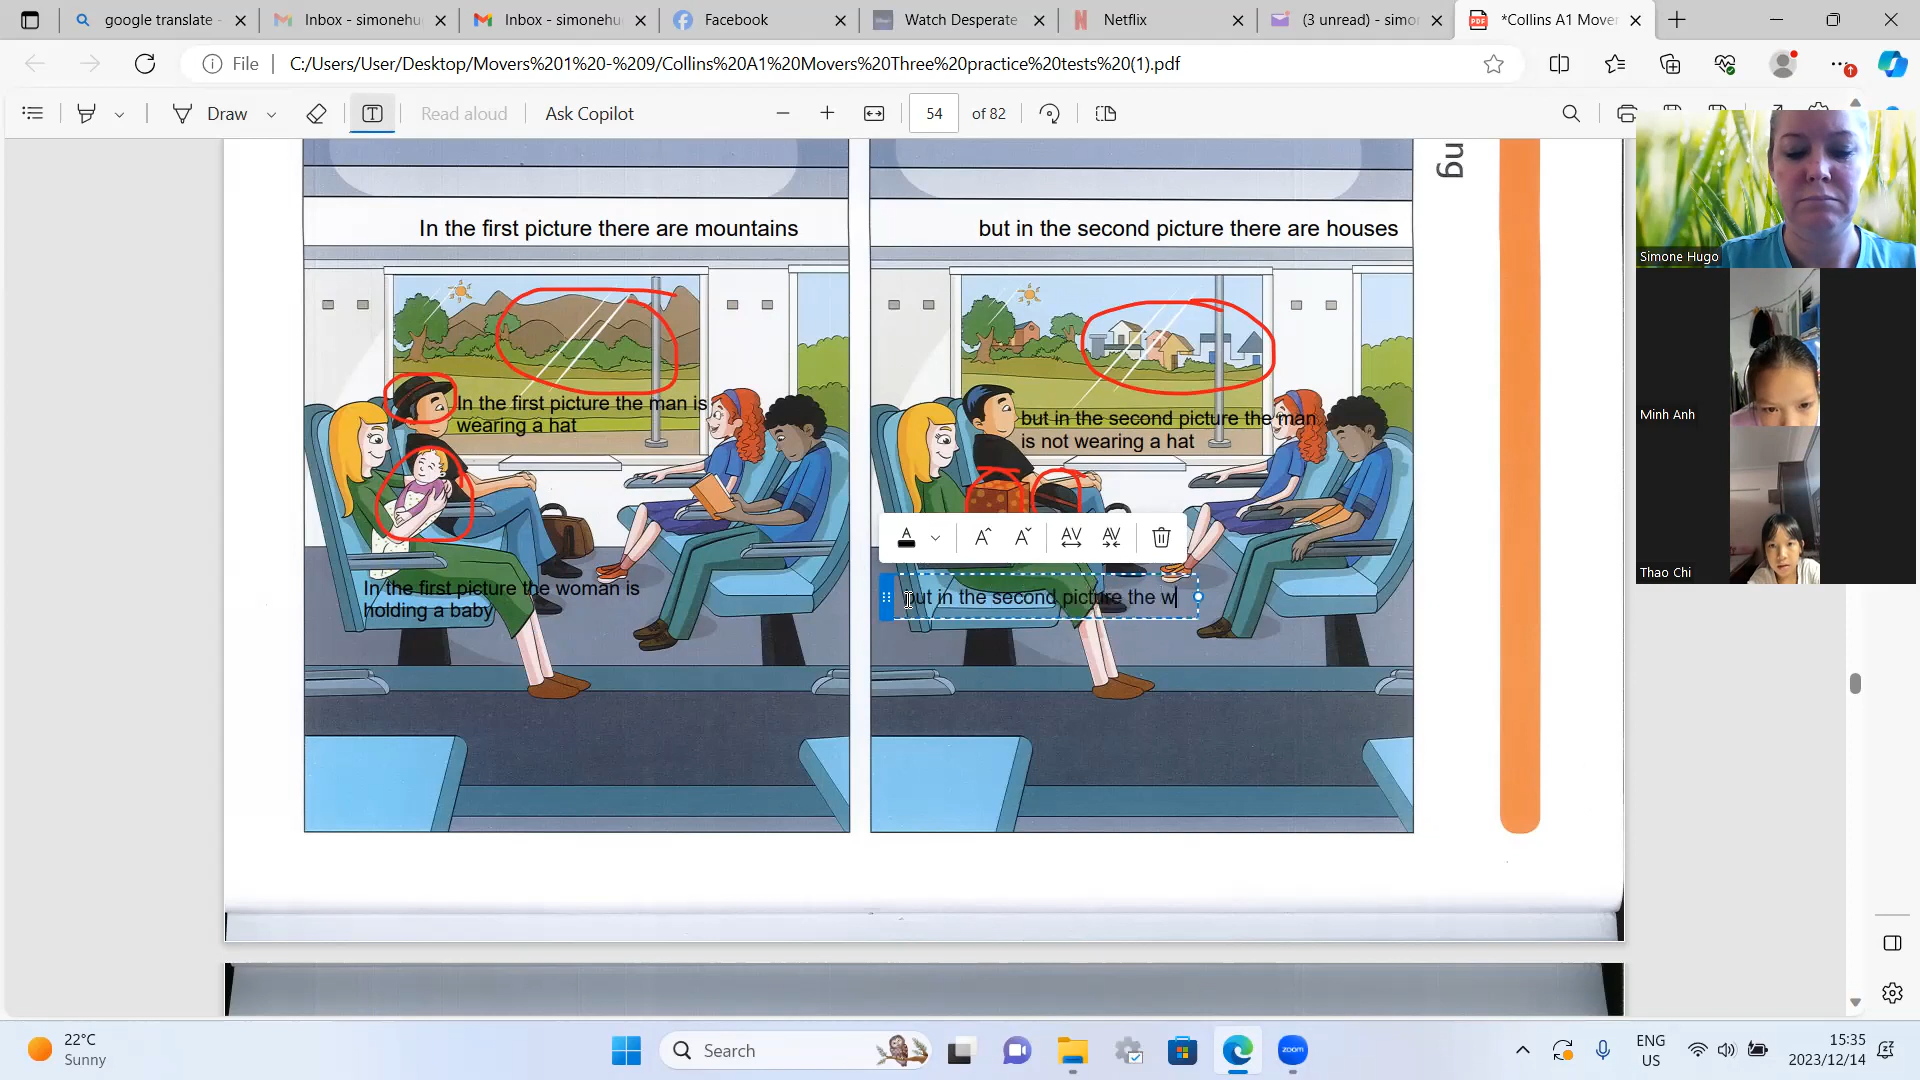 google translate -
Inbox - simonehu
Inbox - simonehu
Facebook
Watch Desperate
Netflix
(3 unread) - simo
*Collins A1 Mover
File
C:/Users/User/Desktop/Movers%201%20-%209/Collins%20A1%20Movers%20Three%20practice%20tests%20(1).pdf
Draw
Read aloud
Ask Copilot
54
of 82
ng
In the first picture there are mountains
but in the second picture there are houses
In the first picture the man is
wearing a hat
but in the second picture the man
is not wearing a hat
In the first picture the woman is
holding a baby
but in the second picture the w
Simone Hugo
Minh Anh
Thao Chi
22°C
Sunny
Search
zoom
ENG
US
15:35
2023/12/14